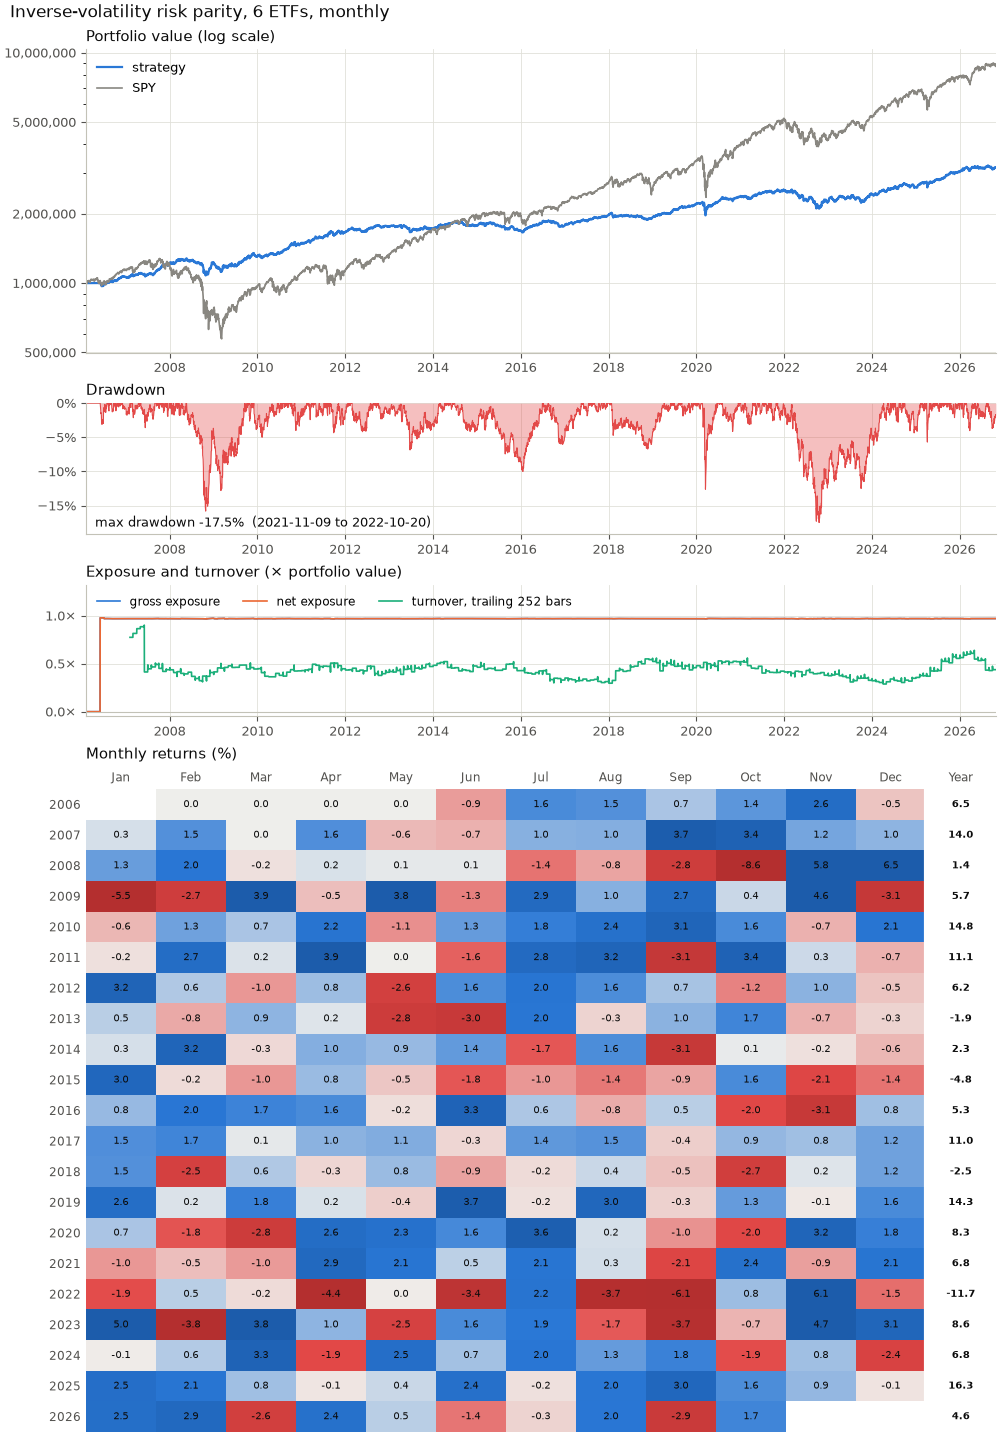 Inverse-volatility risk parity, 6 ETFs, monthly
Portfolio value (log scale)
10,000,000
strategy
SPY
5,000,000
2,000,000
1,000,000
500,000
2008 2010 2012 2014 2016 2018 2020 2022 2024 2026
Drawdown
0%
−5%
−10%
−15%
max drawdown -17.5% (2021-11-09 to 2022-10-20)
2008 2010 2012 2014 2016 2018 2020 2022 2024 2026
Exposure and turnover (× portfolio value)
gross exposure net exposure turnover, trailing 252 bars
1.0×
0.5×
0.0×
2008 2010 2012 2014 2016 2018 2020 2022 2024 2026
Monthly returns (%)
Jan Feb Mar Apr May Jun Jul Aug Sep Oct Nov Dec Year
2006 0.0 0.0 0.0 0.0 -0.9 1.6 1.5 0.7 1.4 2.6 -0.5 6.5
2007 0.3 1.5 0.0 1.6 -0.6 -0.7 1.0 1.0 3.7 3.4 1.2 1.0 14.0
2008 1.3 2.0 -0.2 0.2 0.1 0.1 -1.4 -0.8 -2.8 -8.6 5.8 6.5 1.4
2009 -5.5 -2.7 3.9 -0.5 3.8 -1.3 2.9 1.0 2.7 0.4 4.6 -3.1 5.7
2010 -0.6 1.3 0.7 2.2 -1.1 1.3 1.8 2.4 3.1 1.6 -0.7 2.1 14.8
2011 -0.2 2.7 0.2 3.9 0.0 -1.6 2.8 3.2 -3.1 3.4 0.3 -0.7 11.1
2012 3.2 0.6 -1.0 0.8 -2.6 1.6 2.0 1.6 0.7 -1.2 1.0 -0.5 6.2
2013 0.5 -0.8 0.9 0.2 -2.8 -3.0 2.0 -0.3 1.0 1.7 -0.7 -0.3 -1.9
2014 0.3 3.2 -0.3 1.0 0.9 1.4 -1.7 1.6 -3.1 0.1 -0.2 -0.6 2.3
2015 3.0 -0.2 -1.0 0.8 -0.5 -1.8 -1.0 -1.4 -0.9 1.6 -2.1 -1.4 -4.8
2016 0.8 2.0 1.7 1.6 -0.2 3.3 0.6 -0.8 0.5 -2.0 -3.1 0.8 5.3
2017 1.5 1.7 0.1 1.0 1.1 -0.3 1.4 1.5 -0.4 0.9 0.8 1.2 11.0
2018 1.5 -2.5 0.6 -0.3 0.8 -0.9 -0.2 0.4 -0.5 -2.7 0.2 1.2 -2.5
2019 2.6 0.2 1.8 0.2 -0.4 3.7 -0.2 3.0 -0.3 1.3 -0.1 1.6 14.3
2020 0.7 -1.8 -2.8 2.6 2.3 1.6 3.6 0.2 -1.0 -2.0 3.2 1.8 8.3
2021 -1.0 -0.5 -1.0 2.9 2.1 0.5 2.1 0.3 -2.1 2.4 -0.9 2.1 6.8
2022 -1.9 0.5 -0.2 -4.4 0.0 -3.4 2.2 -3.7 -6.1 0.8 6.1 -1.5 -11.7
2023 5.0 -3.8 3.8 1.0 -2.5 1.6 1.9 -1.7 -3.7 -0.7 4.7 3.1 8.6
2024 -0.1 0.6 3.3 -1.9 2.5 0.7 2.0 1.3 1.8 -1.9 0.8 -2.4 6.8
2025 2.5 2.1 0.8 -0.1 0.4 2.4 -0.2 2.0 3.0 1.6 0.9 -0.1 16.3
2026 2.5 2.9 -2.6 2.4 0.5 -1.4 -0.3 2.0 -2.9 1.7 4.6